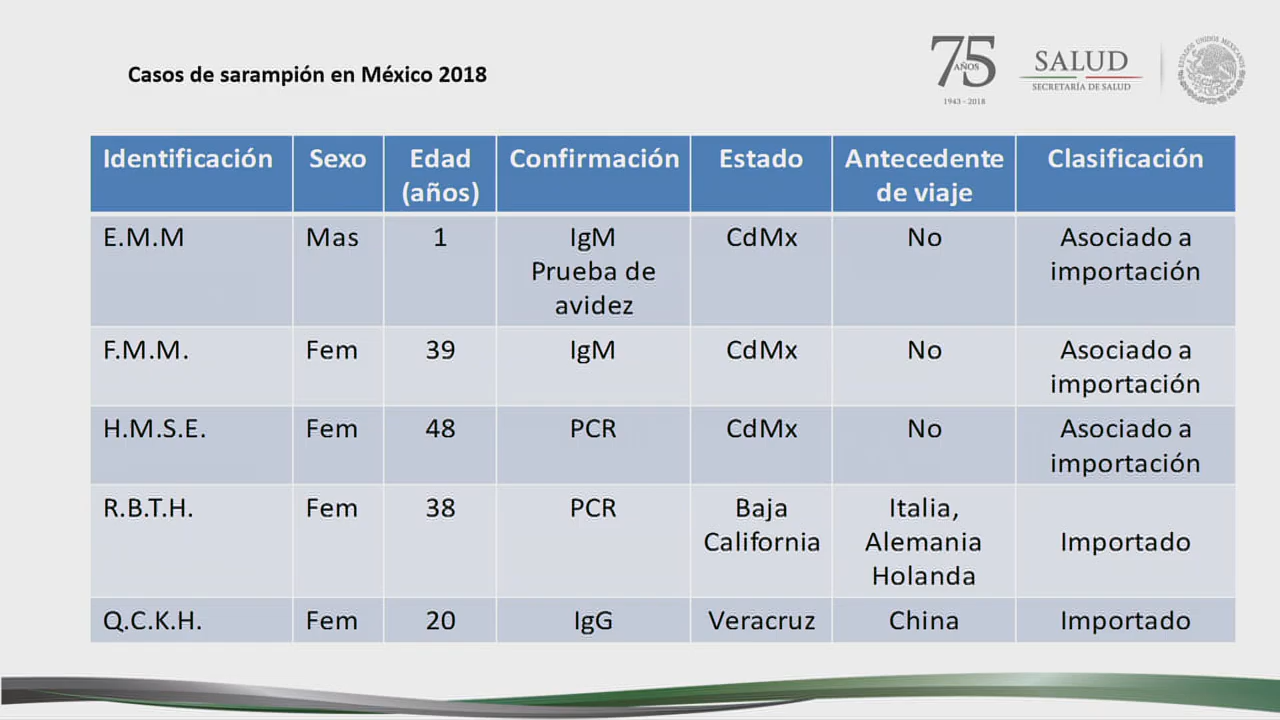 Casos de sarampión en México 2018
75
AÑOS
1943 - 2018
SALUD
SECRETARÍA DE SALUD
ESTADOS UNIDOS MEXICANOS
Identificación Sexo Edad (años) Confirmación Estado Antecedente de viaje Clasificación
E.M.M Mas 1 IgM Prueba de avidez CdMx No Asociado a importación
F.M.M. Fem 39 IgM CdMx No Asociado a importación
H.M.S.E. Fem 48 PCR CdMx No Asociado a importación
R.B.T.H. Fem 38 PCR Baja California Italia, Alemania Holanda Importado
Q.C.K.H. Fem 20 IgG Veracruz China Importado